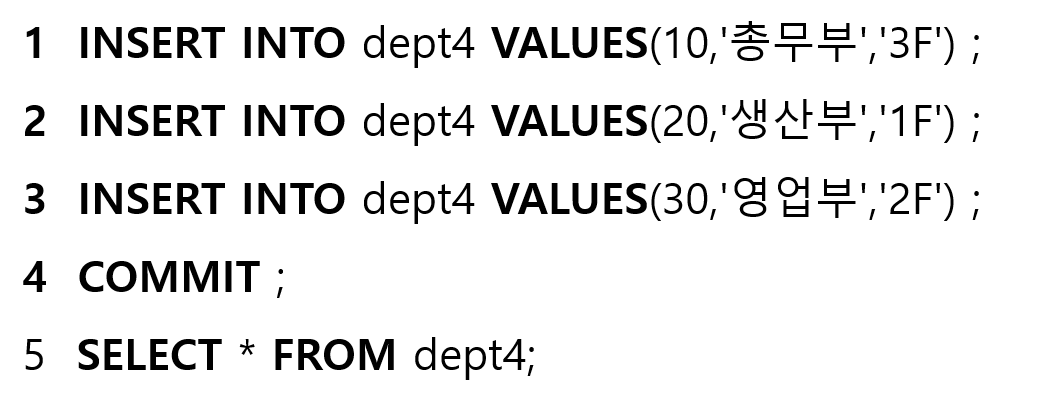 1 INSERT INTO dept4 VALUES(10,'총무부','3F') ;
2 INSERT INTO dept4 VALUES(20,'생산부','1F') ;
3 INSERT INTO dept4 VALUES(30,'영업부','2F') ;
4 COMMIT ;
5 SELECT * FROM dept4;